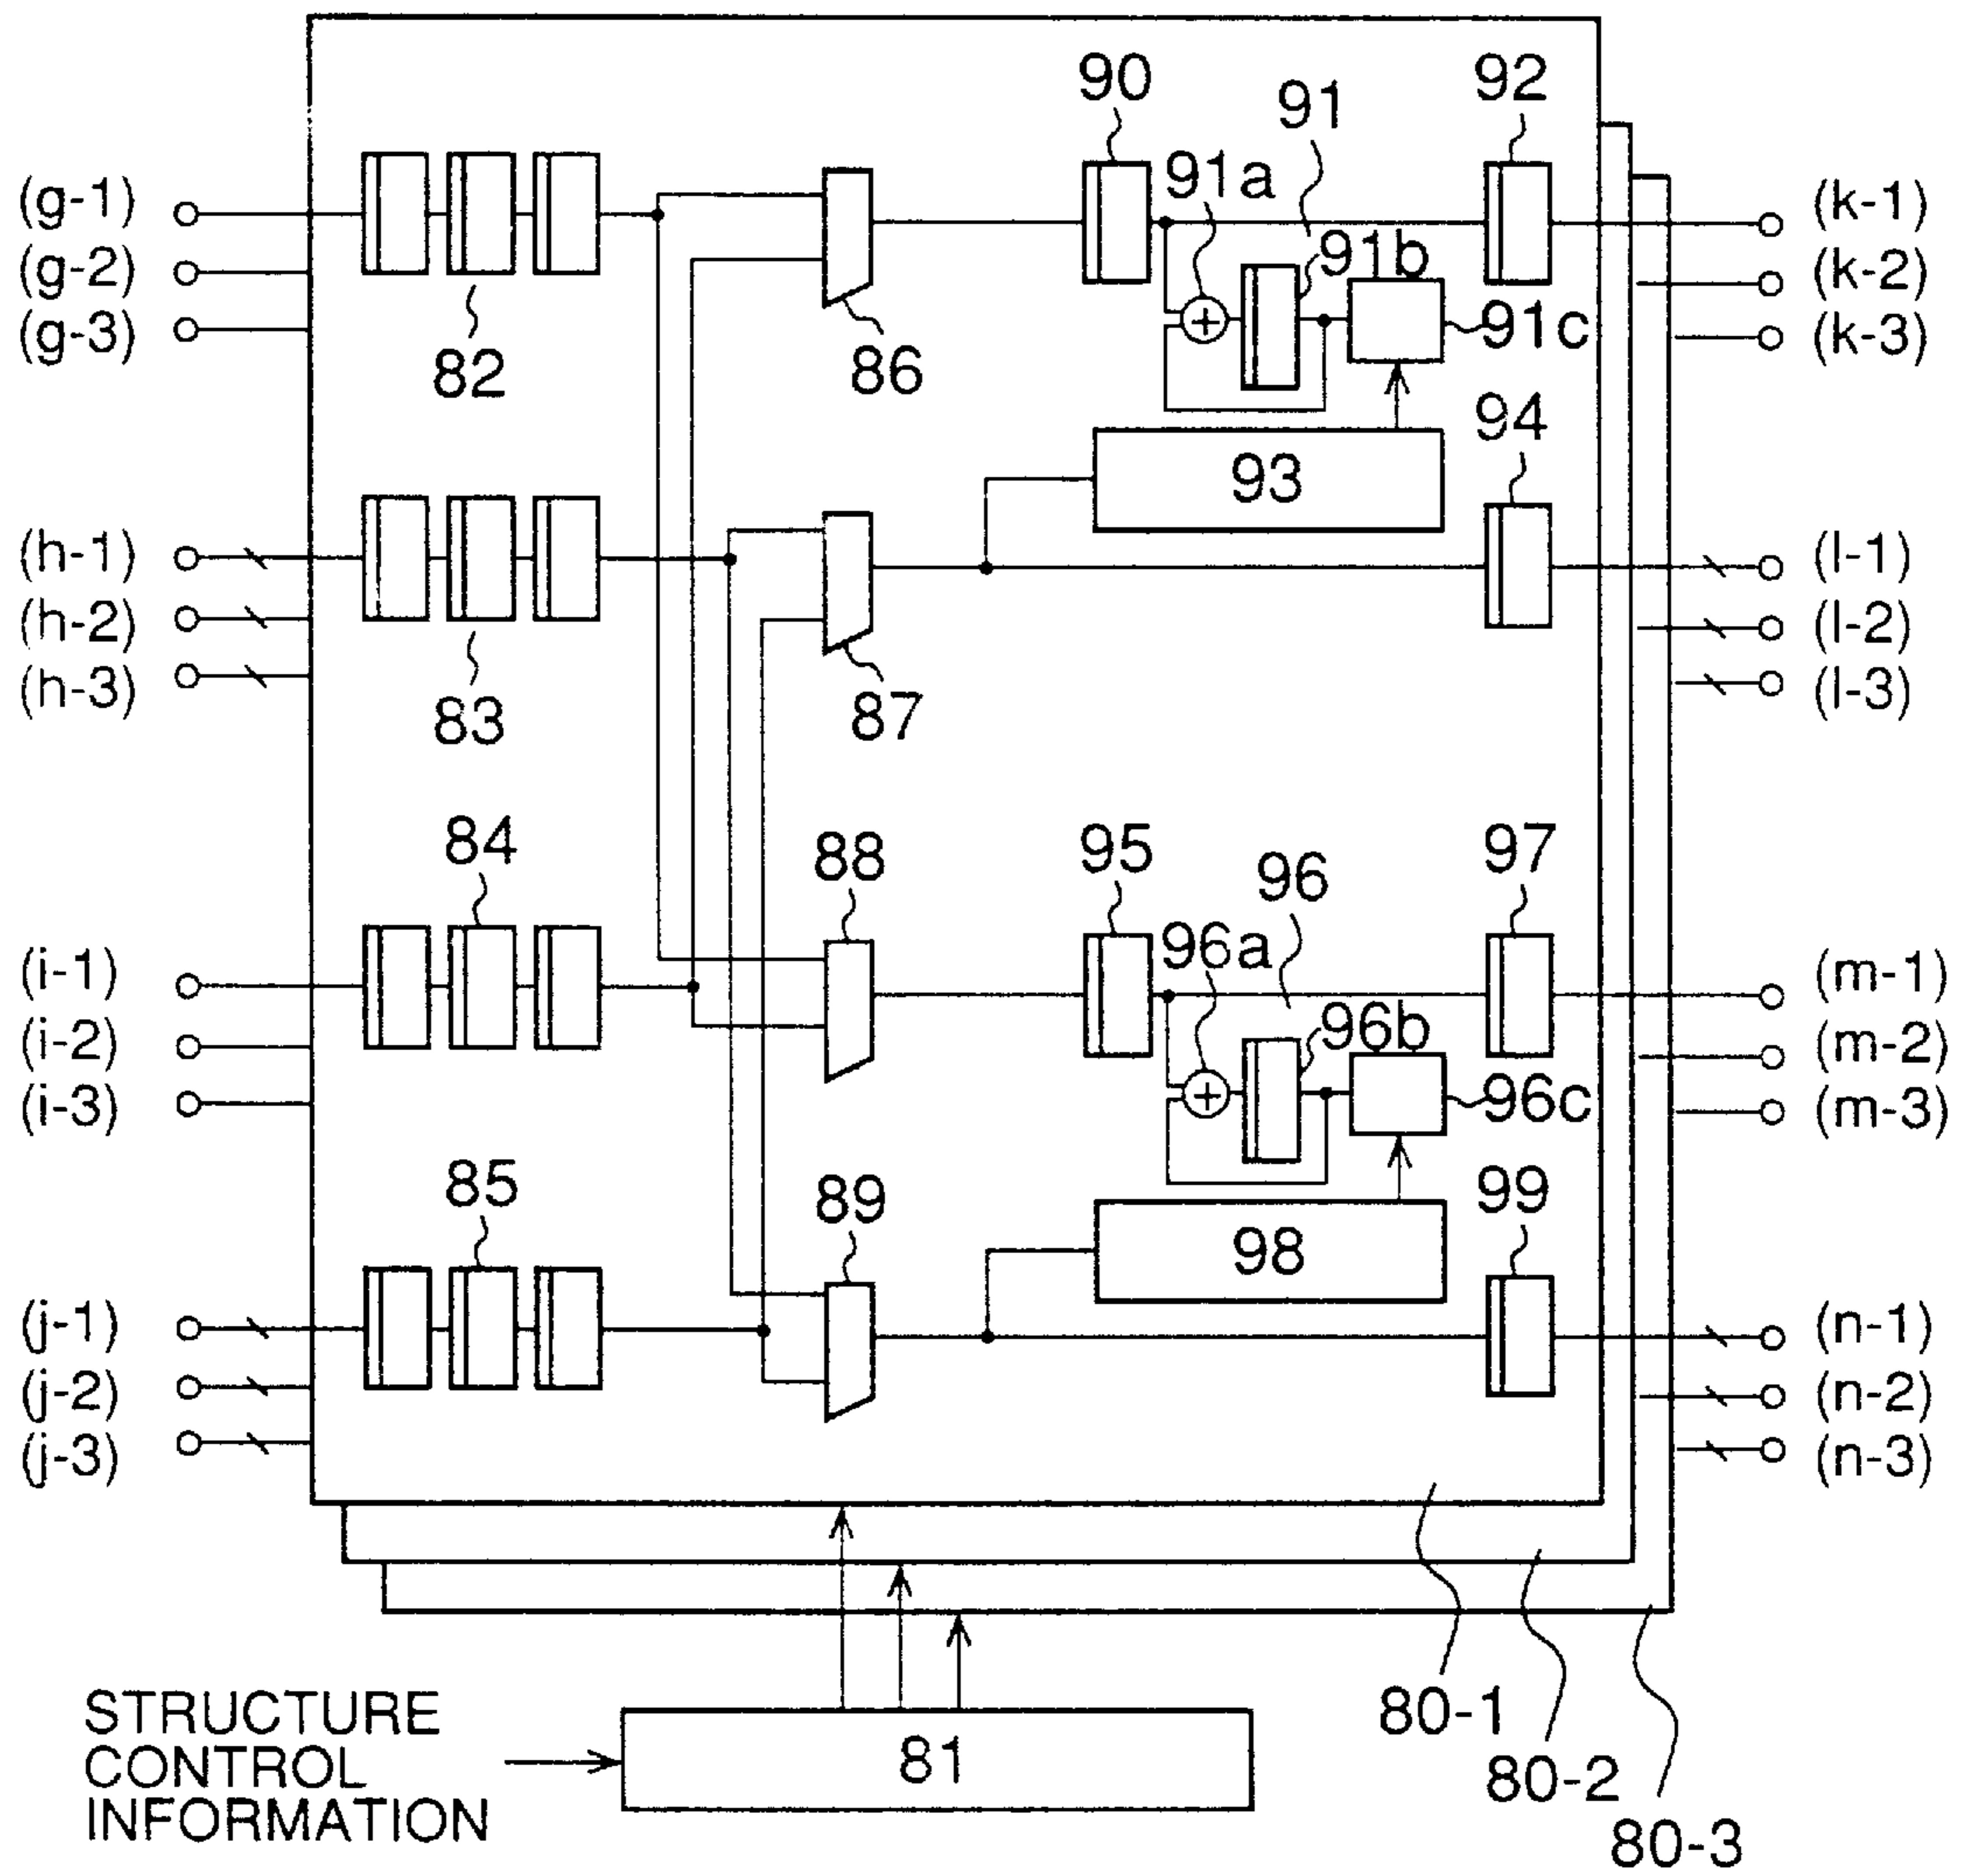 90
91
92
(g-1)
(g-2)
(g-3)
91a
91b
91c
(k-1)
(k-2)
(k-3)
82
86
94
93
(h-1)
(h-2)
(h-3)
(l-1)
(l-2)
(l-3)
83
87
84
88
95
96
97
96a
96b
96c
(i-1)
(i-2)
(i-3)
(m-1)
(m-2)
(m-3)
85
89
99
98
(j-1)
(j-2)
(j-3)
(n-1)
(n-2)
(n-3)
STRUCTURE
CONTROL
INFORMATION
81
80-1
80-2
80-3